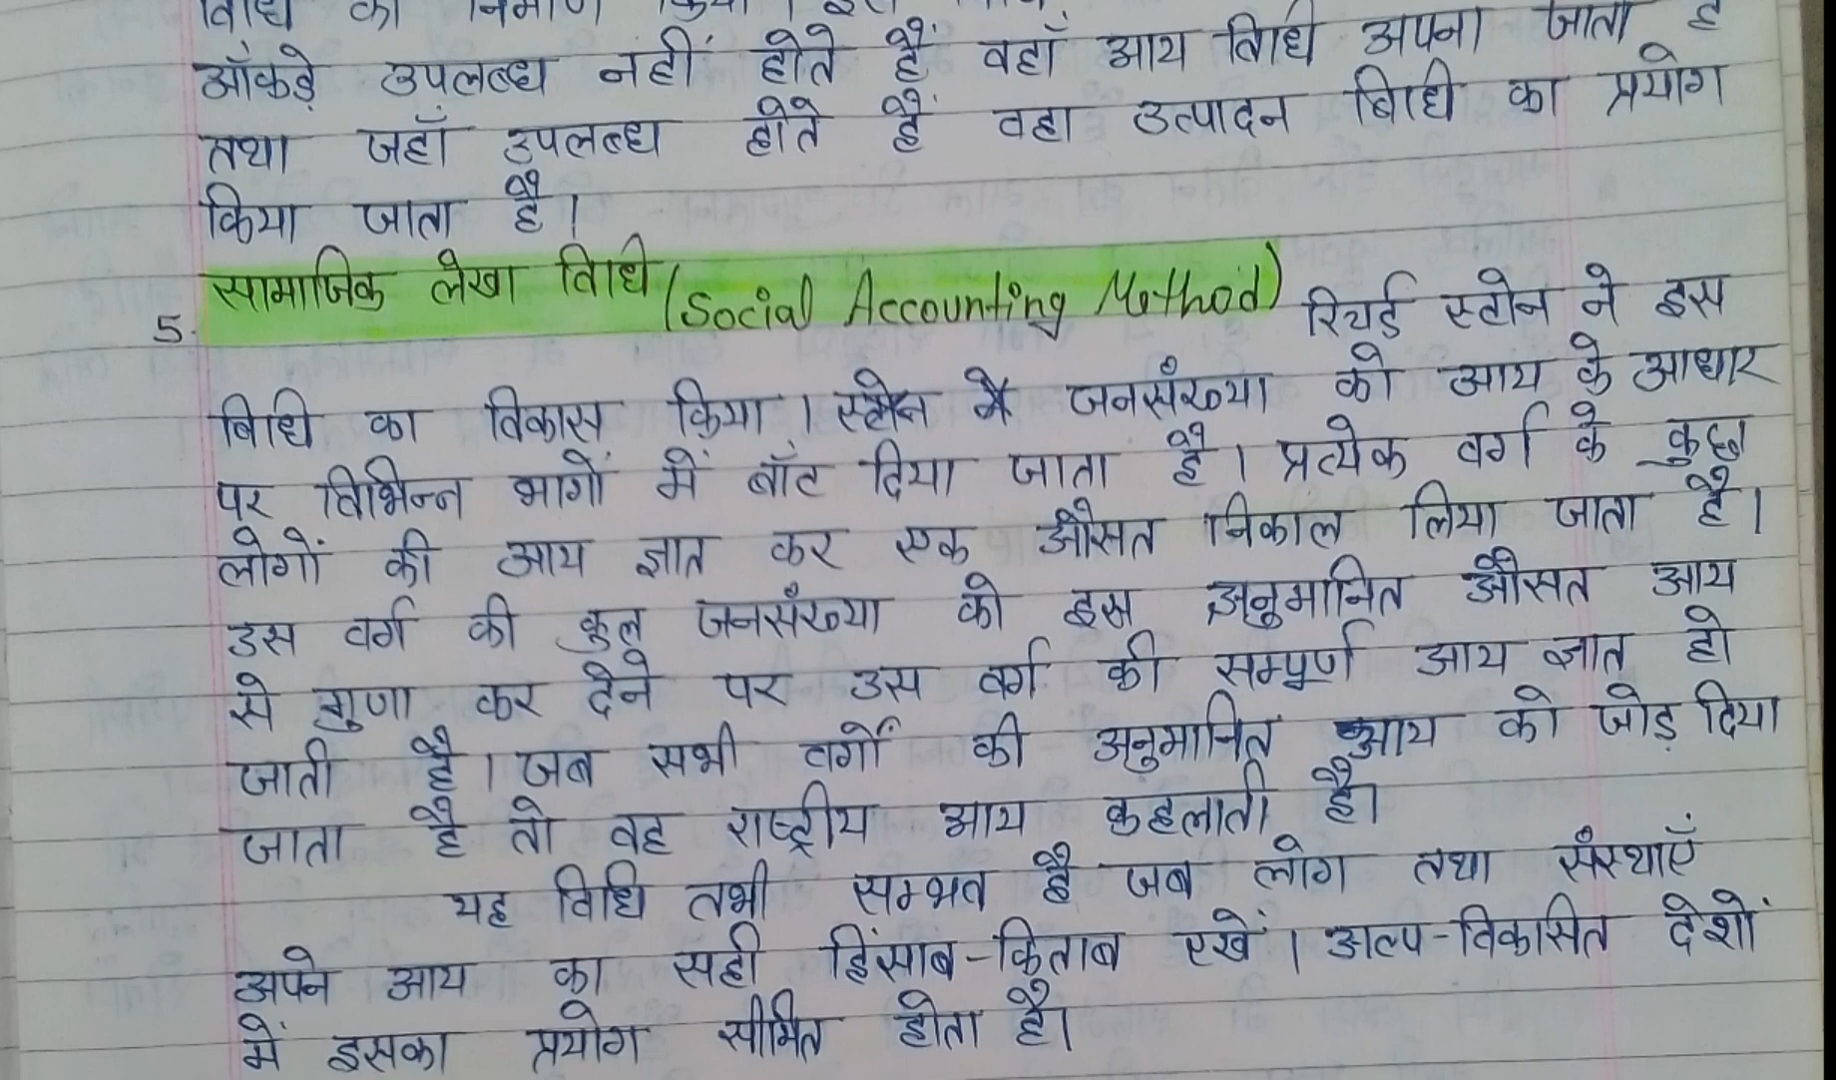 विधि का निर्माण किया। इस
आँकड़े उपलब्ध नहीं होते हैं वहाँ आय विधि अपना जाता है
तथा जहाँ उपलब्ध होते हैं वहा उत्पादन बिधि का प्रयोग
किया जाता है।
5. सामाजिक लेखा विधि (Social Accounting Method) रिचर्ड स्टोन ने इस
बिधि का विकास किया। स्टोन में जनसँख्या को आय के आधार
पर विभिन्न भागों में बाँट दिया जाता है। प्रत्येक वर्ग के कुछ
लोगों की आय ज्ञात कर एक औसत निकाल लिया जाता है।
उस वर्ग की कुल जनसँख्या को इस अनुमानित औसत आय
से गुणा कर देने पर उस वर्ग की सम्पूर्ण आय ज्ञात हो
जाती है। जब सभी वर्गों की अनुमानित आय को जोड़ दिया
जाता है तो वह राष्ट्रीय आय कहलाती है।
यह विधि तभी सम्भव है जब लोग तथा सँस्थाएँ
अपने आय का सही हिंसाब-किताब रखें। अल्प-विकसित देशों
में इसका प्रयोग सीमित होता है।